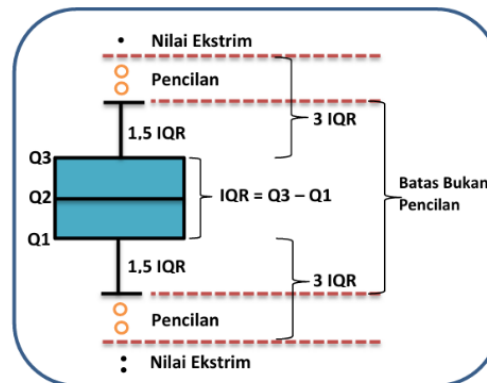 Nilai Ekstrim
Pencilan
1,5 IQR
3 IQR
Q3
Q2
IQR = Q3 – Q1
Batas Bukan
Pencilan
Q1
1,5 IQR
3 IQR
Pencilan
Nilai Ekstrim